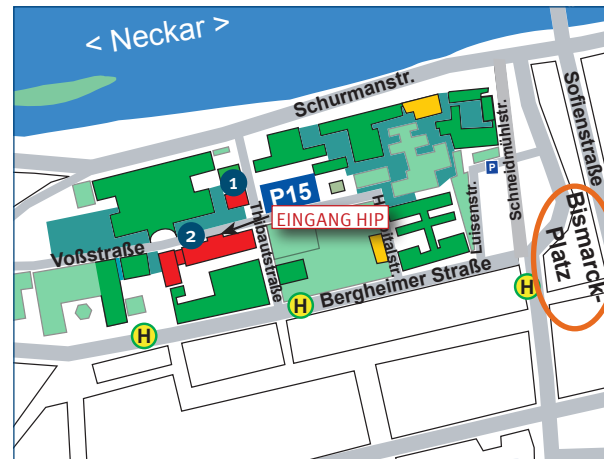 < Neckar >
Schurmanstr.
Sofienstraße
Schneidmühlstr.
1
P15
P
EINGANG HIP
2
Voßstraße
Thibautstraße
Luisenstr.
Bismarck-
Platz
Bergheimer Straße
H
H
H